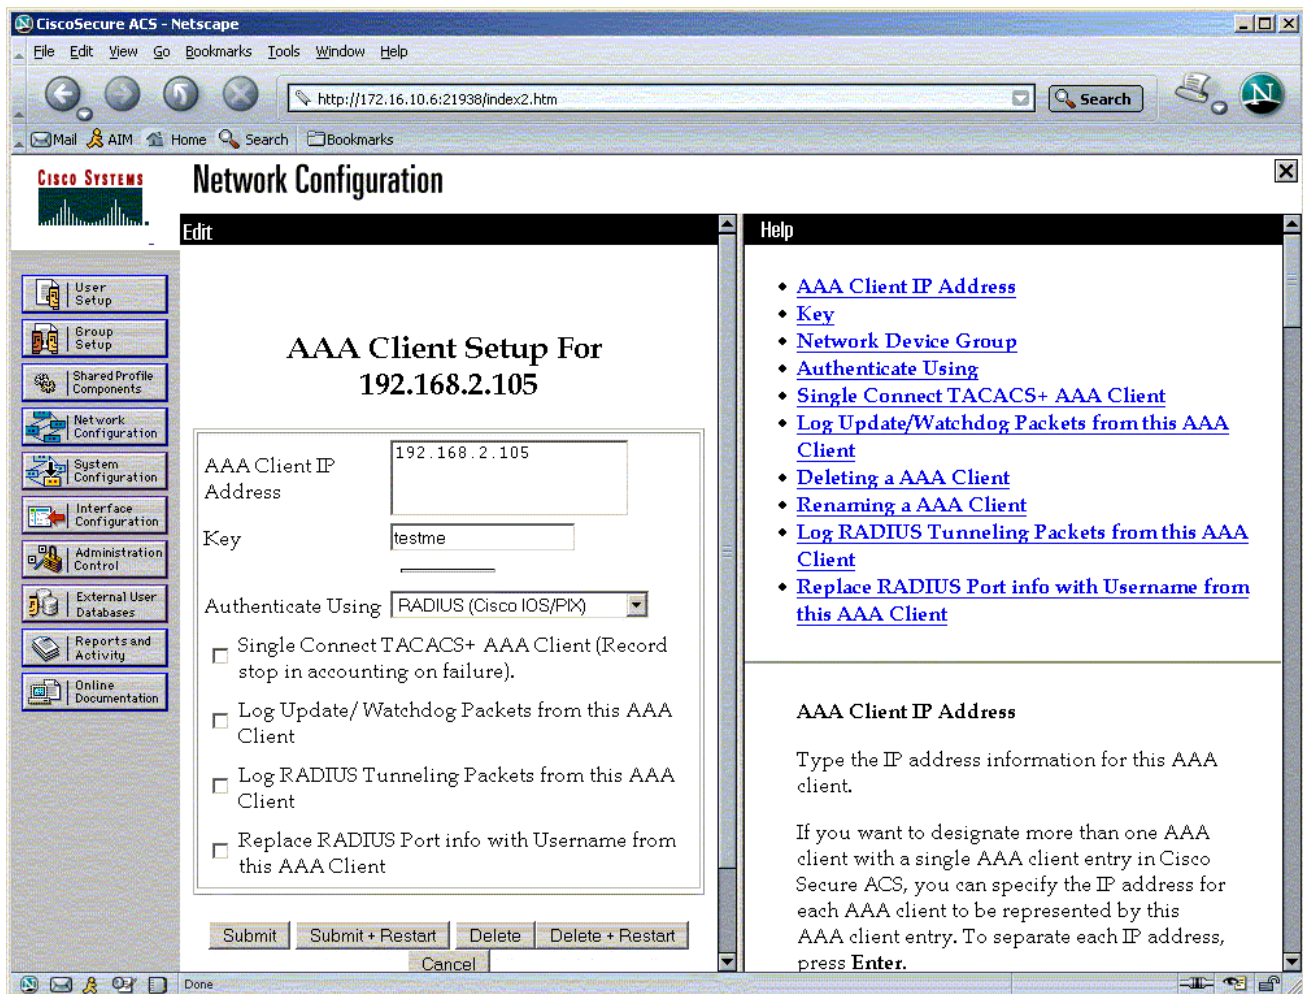 CiscoSecure ACS - Netscape
File Edit View Go Bookmarks Tools Window Help
http://172.16.10.6:21938/index2.htm
Search
N
Mail AIM Home Search Bookmarks
CISCO SYSTEMS
Network Configuration
Edit
Help
User
Setup
Group
Setup
Shared Profile
Components
Network
Configuration
System
Configuration
Interface
Configuration
Administration
Control
External User
Databases
Reports and
Activity
Online
Documentation
AAA Client Setup For
192.168.2.105
AAA Client IP
Address
192.168.2.105
Key
testme
Authenticate Using
RADIUS (Cisco IOS/PIX)
Single Connect TACACS+ AAA Client (Record
stop in accounting on failure).
Log Update/ Watchdog Packets from this AAA
Client
Log RADIUS Tunneling Packets from this AAA
Client
Replace RADIUS Port info with Username from
this AAA Client
Submit
Submit + Restart
Delete
Delete + Restart
Cancel
AAA Client IP Address
Key
Network Device Group
Authenticate Using
Single Connect TACACS+ AAA Client
Log Update/Watchdog Packets from this AAA
Client
Deleting a AAA Client
Renaming a AAA Client
Log RADIUS Tunneling Packets from this AAA
Client
Replace RADIUS Port info with Username from
this AAA Client
AAA Client IP Address
Type the IP address information for this AAA
client.
If you want to designate more than one AAA
client with a single AAA client entry in Cisco
Secure ACS, you can specify the IP address for
each AAA client to be represented by this
AAA client entry. To separate each IP address,
press Enter.
Done